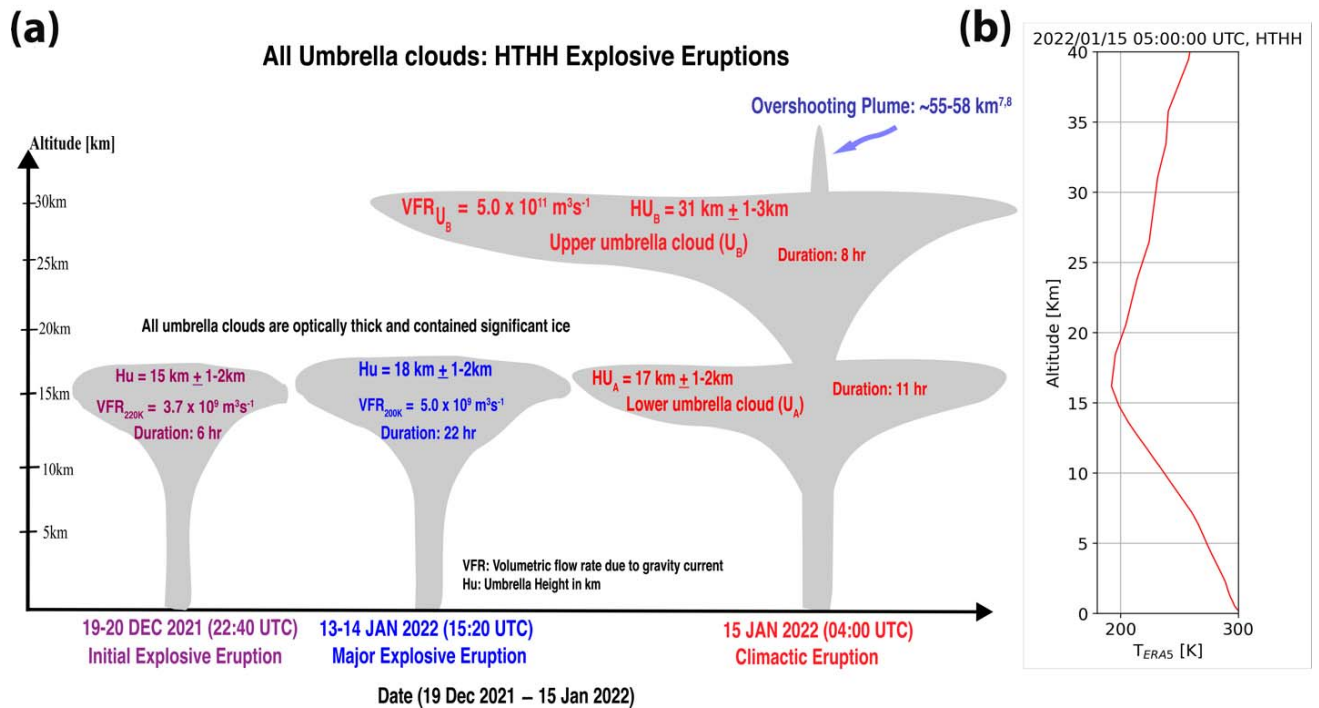 (a)
All Umbrella clouds: HTHH Explosive Eruptions
Overshooting Plume: ~55-58 km7,8
Altitude [km]
30km
25km
20km
15km
10km
5km
VFRUB = 5.0 x 10¹¹ m³s⁻¹
HUB = 31 km ± 1-3km
Upper umbrella cloud (UB)
Duration: 8 hr
All umbrella clouds are optically thick and contained significant ice
Hu = 15 km ± 1-2km
VFR220K = 3.7 x 10⁹ m³s⁻¹
Duration: 6 hr
Hu = 18 km ± 1-2km
VFR200K = 5.0 x 10⁹ m³s⁻¹
Duration: 22 hr
HUA = 17 km ± 1-2km
Lower umbrella cloud (UA)
Duration: 11 hr
VFR: Volumetric flow rate due to gravity current
Hu: Umbrella Height in km
19-20 DEC 2021 (22:40 UTC)
Initial Explosive Eruption
13-14 JAN 2022 (15:20 UTC)
Major Explosive Eruption
15 JAN 2022 (04:00 UTC)
Climactic Eruption
Date (19 Dec 2021 – 15 Jan 2022)
(b)
2022/01/15 05:00:00 UTC, HTHH
40
35
30
25
20
15
10
5
0
Altitude [Km]
200 300
TERA5 [K]